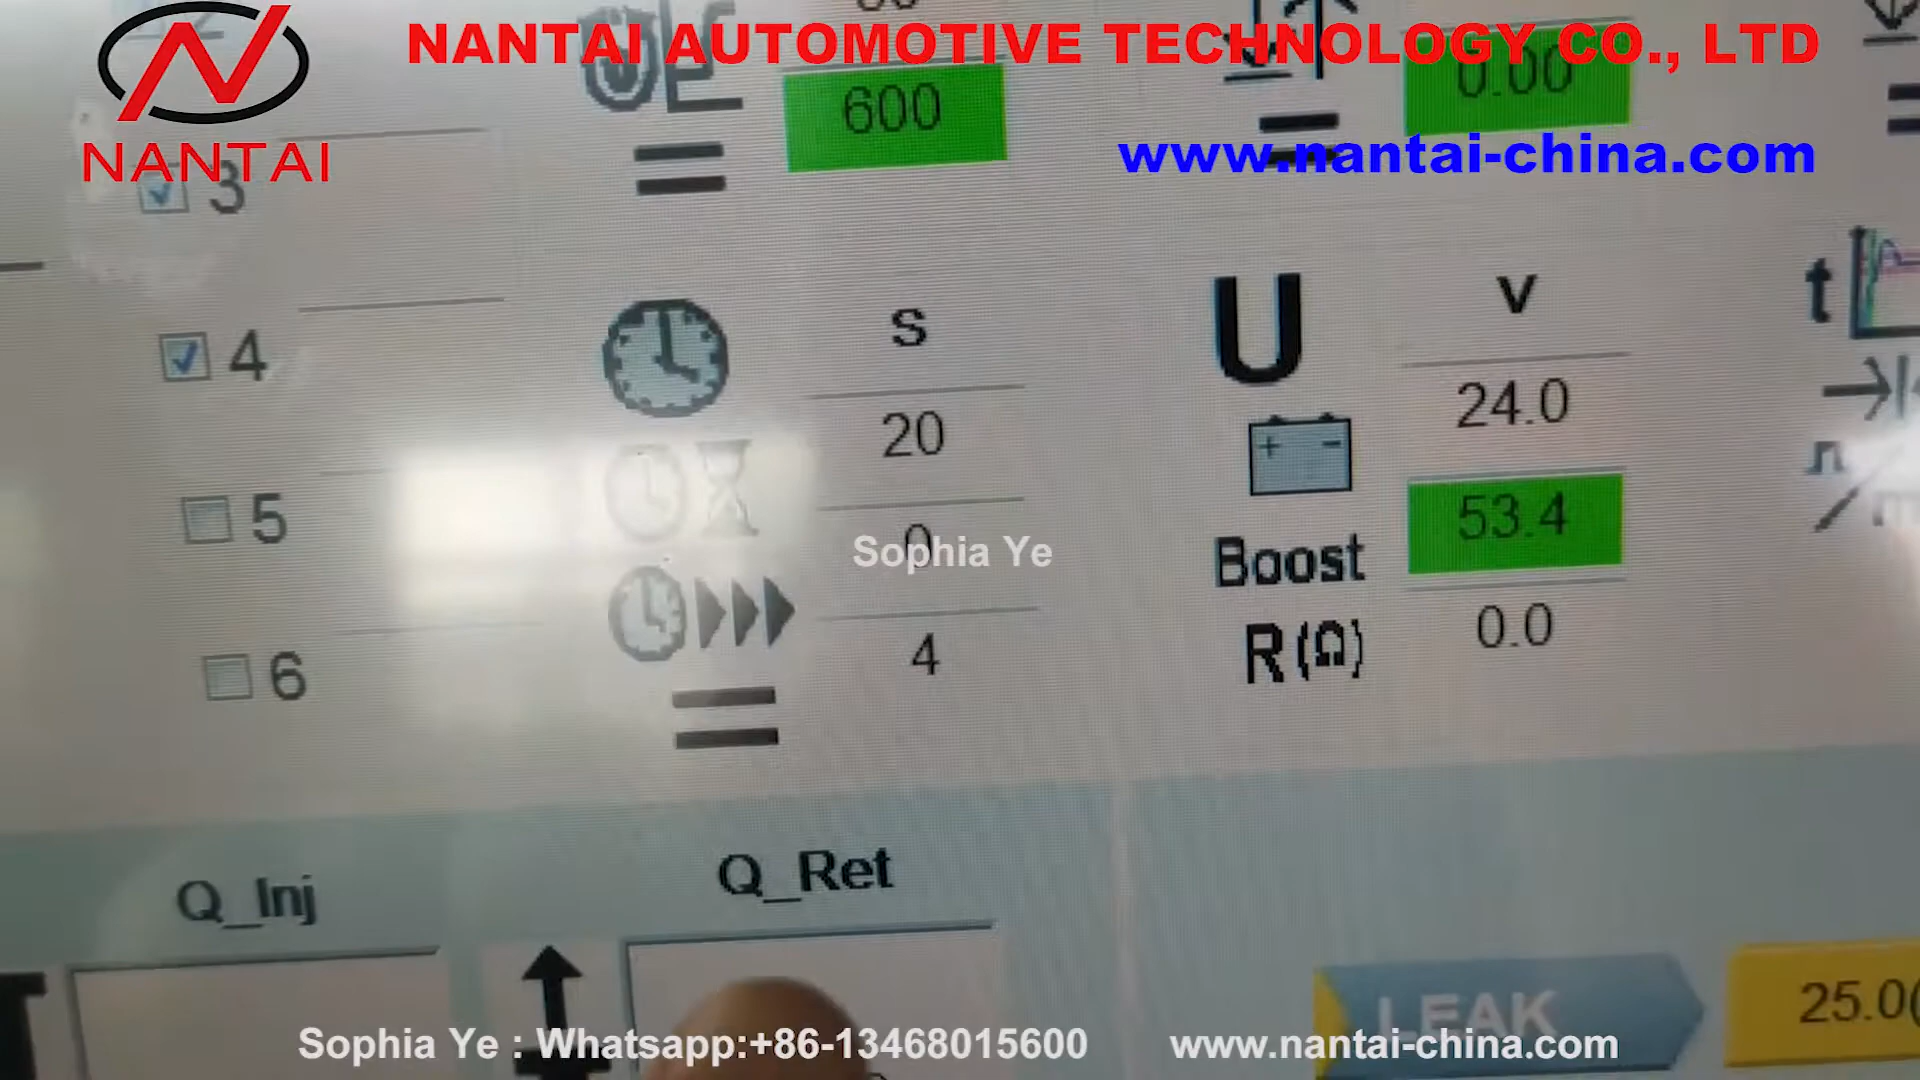 NANTAI AUTOMOTIVE TECHNOLOGY CO., LTD
NANTAI
www.nantai-china.com
600
0.00
3
4
5
6
s
20
0
4
U
V
24.0
+ -
Boost
53.4
R(Ω)
0.0
t
Sophia Ye
Q_Inj
Q_Ret
LEAK
Sophia Ye : Whatsapp:+86-13468015600
www.nantai-china.com